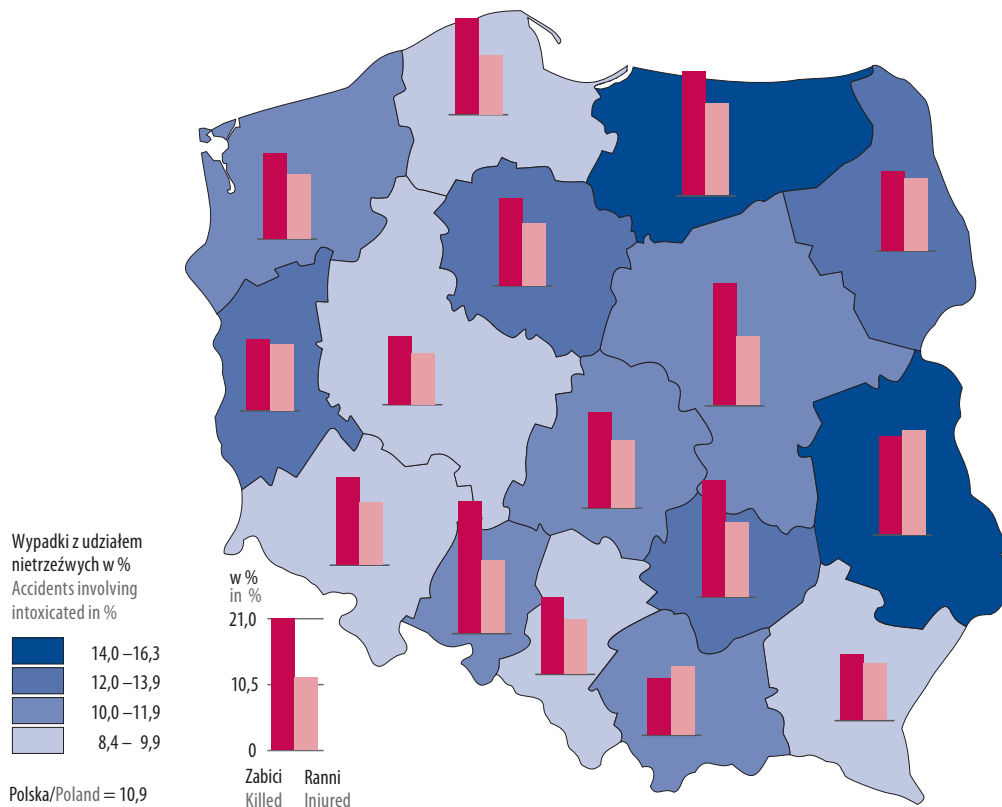 Wypadki z udziałem
nietrzeźwych w %
Accidents involving
intoxicated in %
14,0 –16,3
12,0 –13,9
10,0 –11,9
8,4 – 9,9
Polska/Poland = 10,9
w %
in %
21,0
10,5
0
Zabici Ranni
Killed Injured